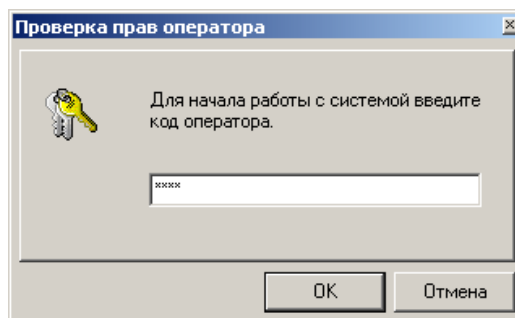 Проверка прав оператора
Для начала работы с системой введите
код оператора.
****
OK
Отмена